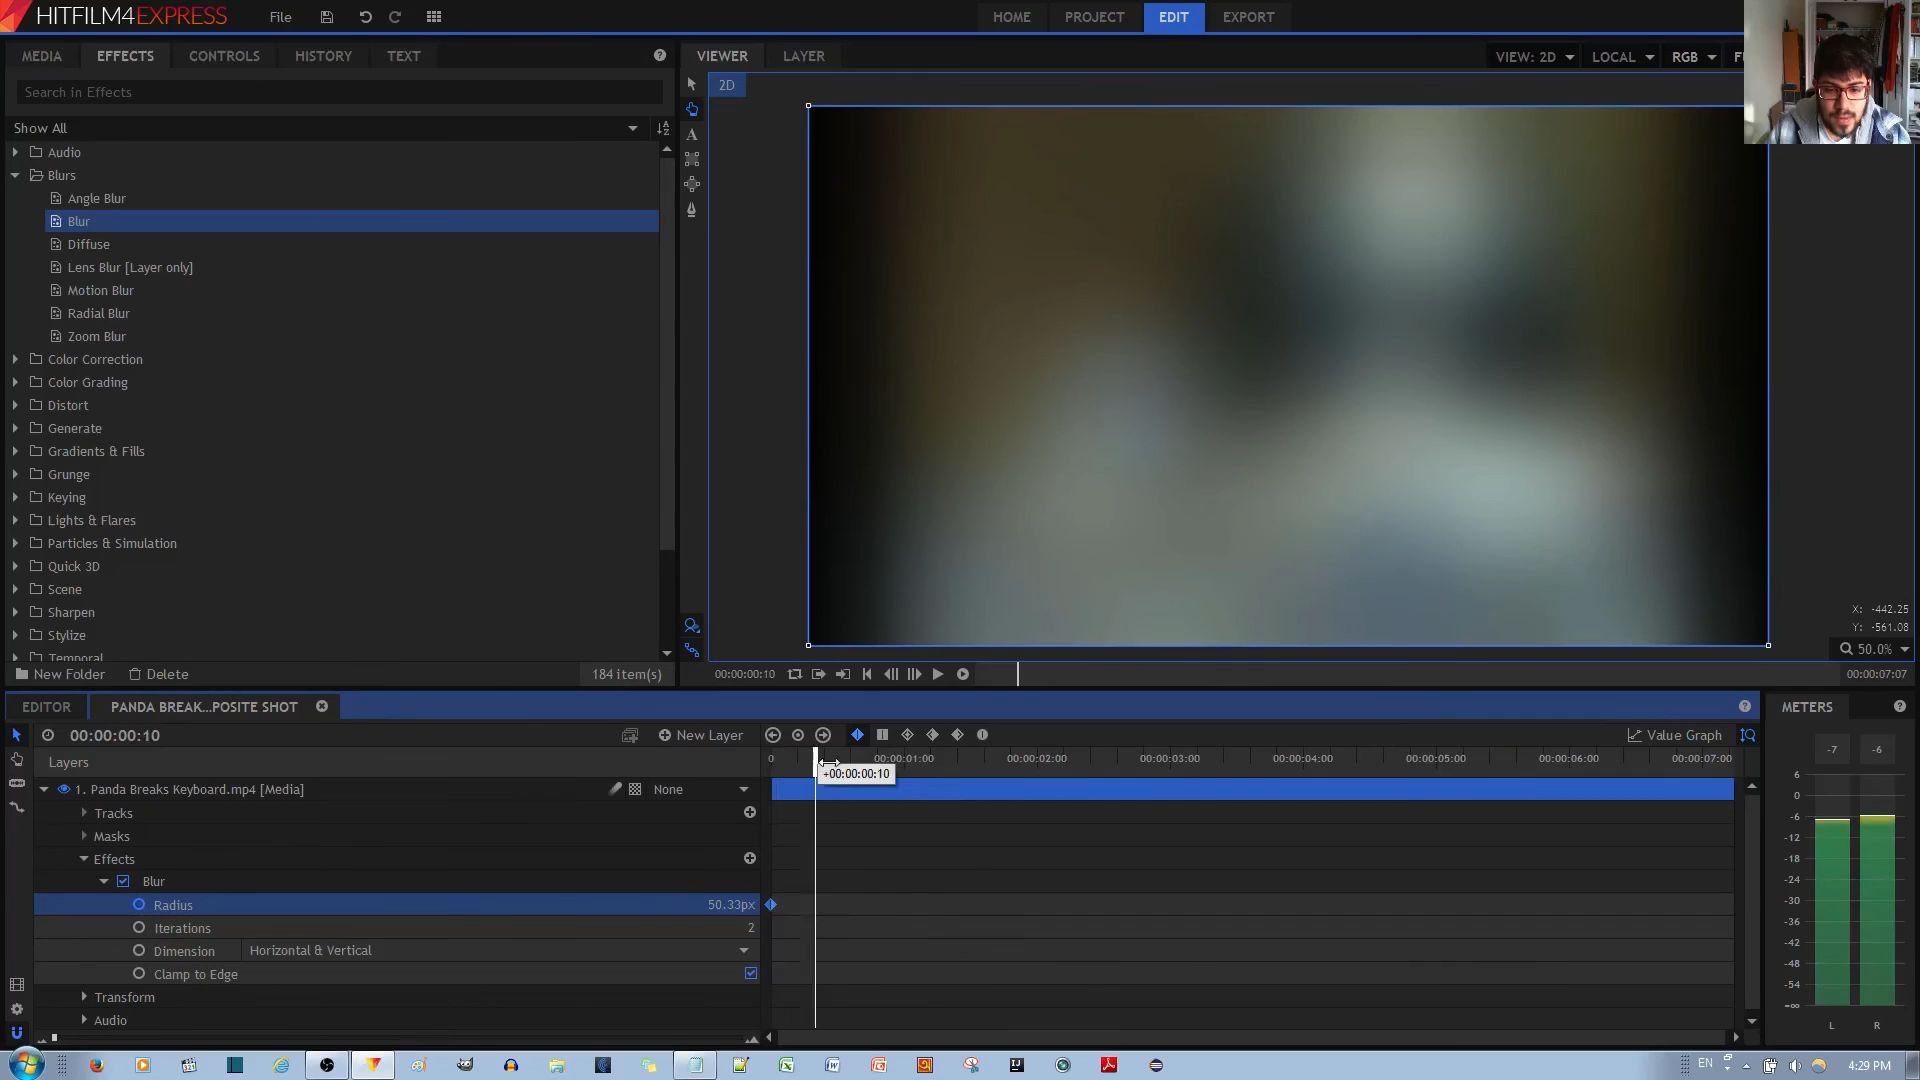 HITFILM4EXPRESS
File
HOME
PROJECT
EDIT
EXPORT
MEDIA
EFFECTS
CONTROLS
HISTORY
TEXT
VIEWER
LAYER
VIEW: 2D
LOCAL
RGB
Search in Effects
2D
Show All
Audio
Blurs
Angle Blur
Blur
Diffuse
Lens Blur [Layer only]
Motion Blur
Radial Blur
Zoom Blur
Color Correction
Color Grading
Distort
Generate
Gradients & Fills
Grunge
Keying
Lights & Flares
Particles & Simulation
Quick 3D
Scene
Sharpen
Stylize
Temporal
X: -442.25
Y: -561.08
50.0%
New Folder
Delete
184 item(s)
00:00:00:10
00:00:07:07
EDITOR
PANDA BREAK...POSITE SHOT
METERS
00:00:00:10
New Layer
Value Graph
-7 -6
Layers
0 00:00:01:00 00:00:02:00 00:00:03:00 00:00:04:00 00:00:05:00 00:00:06:00 00:00:07:00
+00:00:00:10
1. Panda Breaks Keyboard.mp4 [Media]
None
Tracks
Masks
Effects
Blur
Radius 50.33px
Iterations 2
Dimension Horizontal & Vertical
Clamp to Edge
Transform
Audio
6
0
-6
-12
-18
-24
-30
-36
-42
-48
-54
-∞
L R
EN
4:29 PM